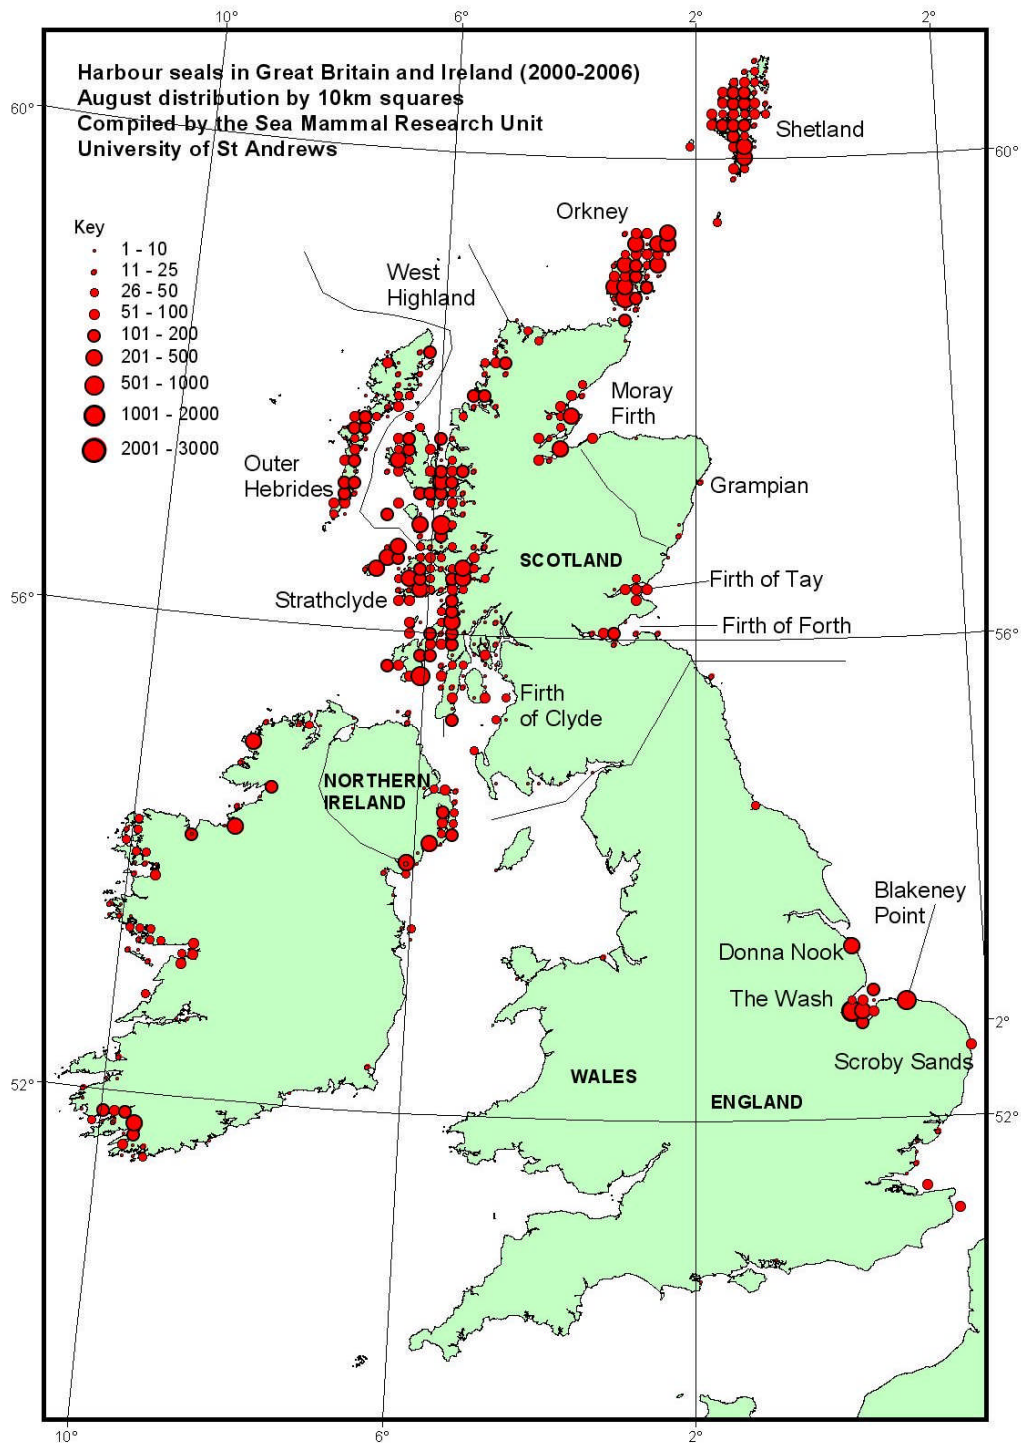 10°
6°
2°
2°
Harbour seals in Great Britain and Ireland (2000-2006)
August distribution by 10km squares
Compiled by the Sea Mammal Research Unit
University of St Andrews
60°
60°
Shetland
Orkney
Key
1 - 10
11 - 25
26 - 50
51 - 100
101 - 200
201 - 500
501 - 1000
1001 - 2000
2001 - 3000
West
Highland
Moray
Firth
Outer
Hebrides
Grampian
SCOTLAND
Firth of Tay
Strathclyde
56°
Firth of Forth
56°
Firth
of Clyde
NORTHERN
IRELAND
Blakeney
Point
Donna Nook
The Wash
2°
Scroby Sands
WALES
ENGLAND
52°
52°
10°
6°
2°